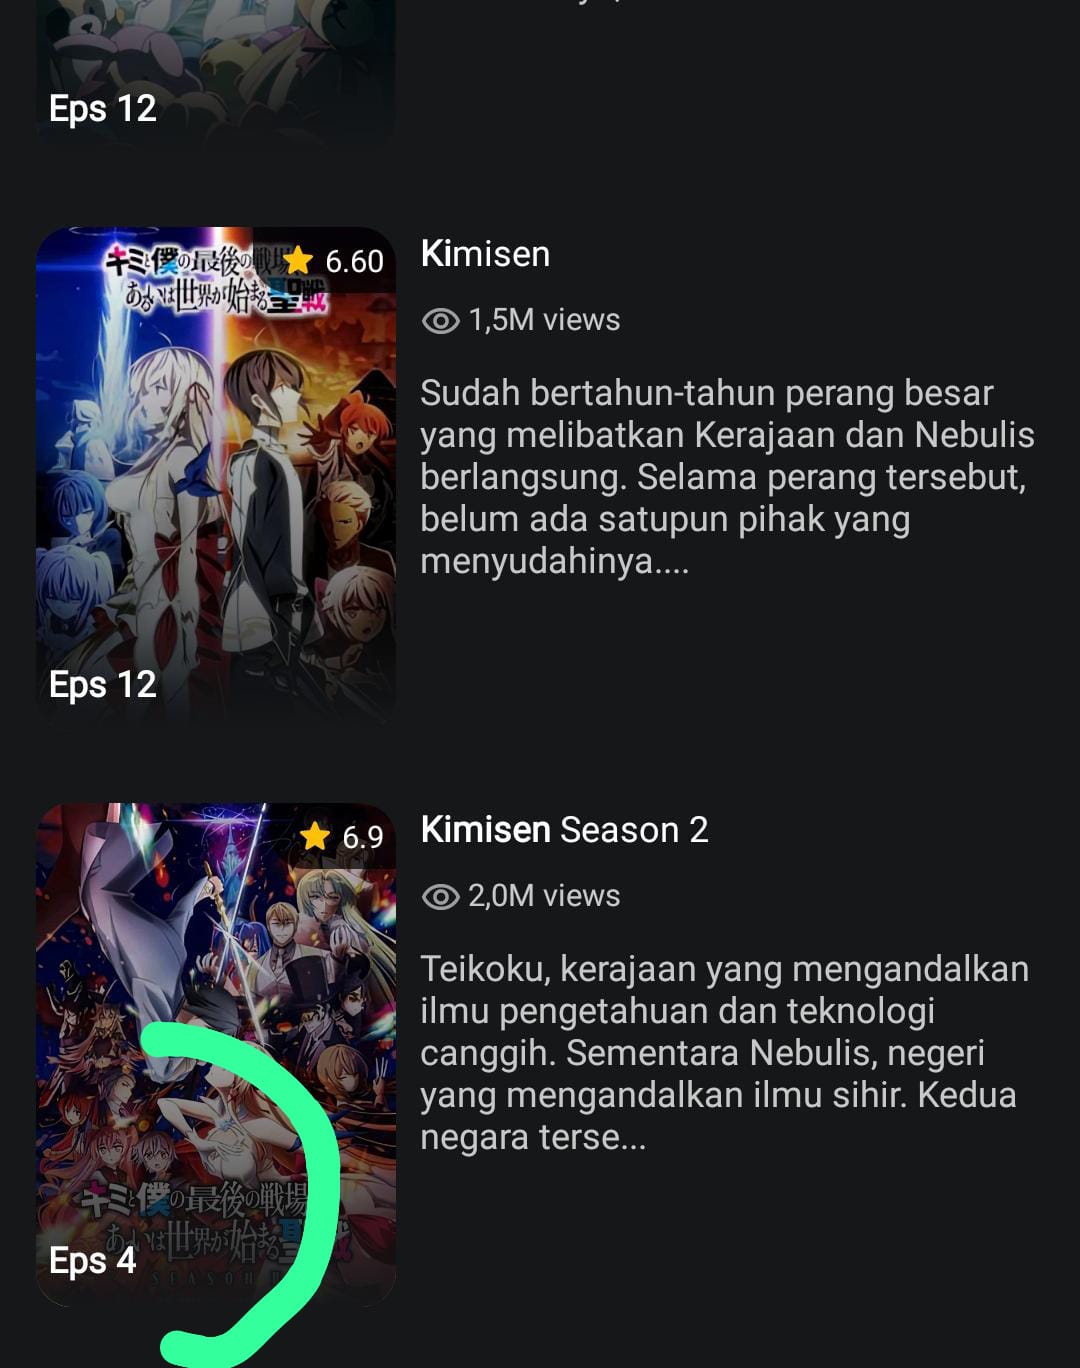 Eps 12
キミと僕の最後の戦場
あるいは世界が始まる聖戦
6.60
Eps 12
Kimisen
1,5M views
Sudah bertahun-tahun perang besar
yang melibatkan Kerajaan dan Nebulis
berlangsung. Selama perang tersebut,
belum ada satupun pihak yang
menyudahinya....
6.9
キミと僕の最後の戦場
あるいは世界が始まる聖戦
SEASON
Eps 4
Kimisen Season 2
2,0M views
Teikoku, kerajaan yang mengandalkan
ilmu pengetahuan dan teknologi
canggih. Sementara Nebulis, negeri
yang mengandalkan ilmu sihir. Kedua
negara terse...